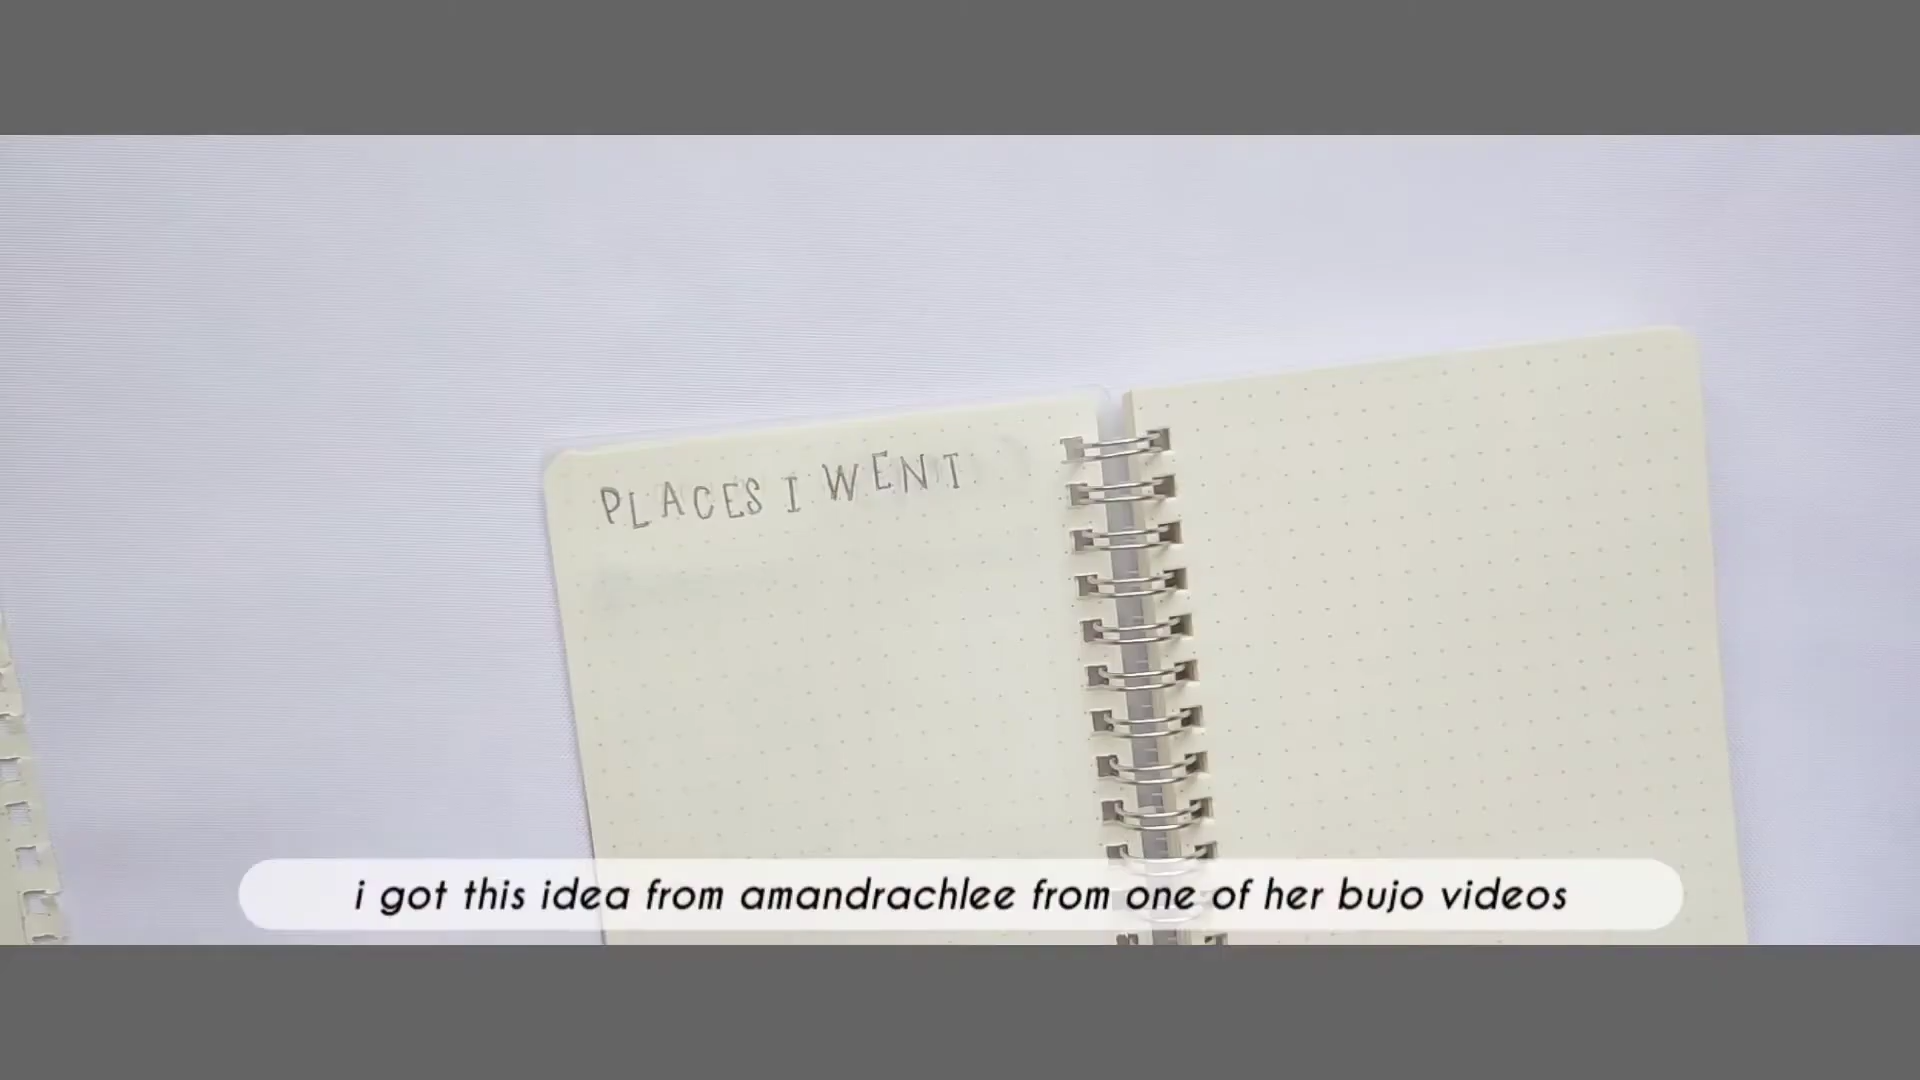 PLACES I WENT
i got this idea from amandrachlee from one of her bujo videos